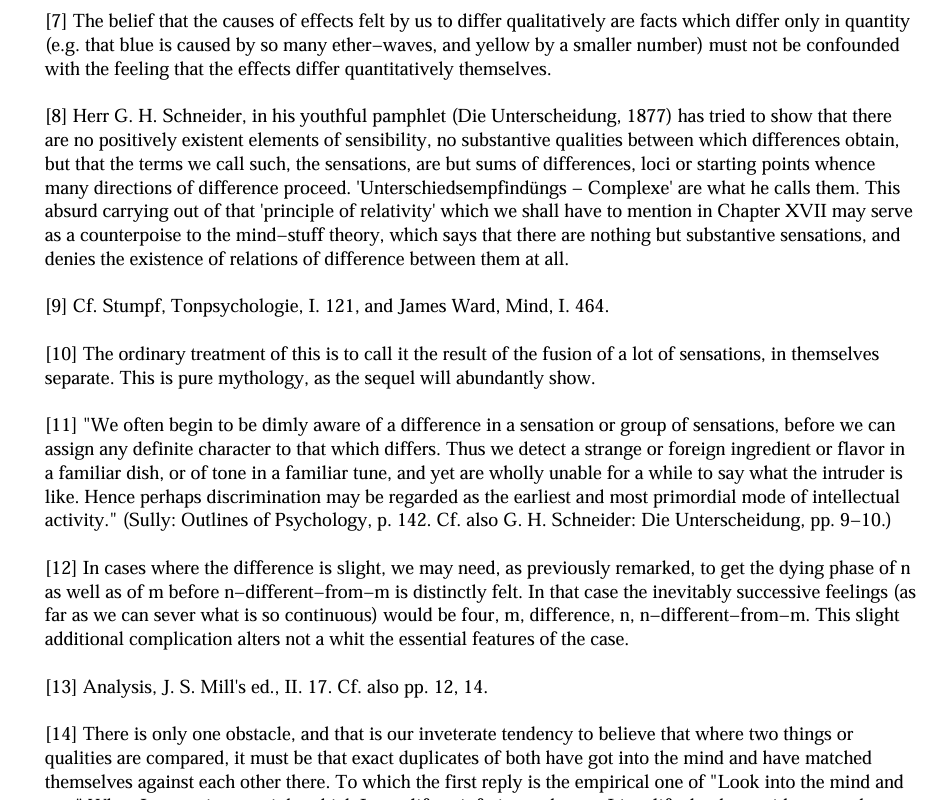 [7] The belief that the causes of effects felt by us to differ qualitatively are facts which differ only in quantity
(e.g. that blue is caused by so many ether−waves, and yellow by a smaller number) must not be confounded
with the feeling that the effects differ quantitatively themselves.
[8] Herr G. H. Schneider, in his youthful pamphlet (Die Unterscheidung, 1877) has tried to show that there
are no positively existent elements of sensibility, no substantive qualities between which differences obtain,
but that the terms we call such, the sensations, are but sums of differences, loci or starting points whence
many directions of difference proceed. 'Unterschiedsempfindüngs − Complexe' are what he calls them. This
absurd carrying out of that 'principle of relativity' which we shall have to mention in Chapter XVII may serve
as a counterpoise to the mind−stuff theory, which says that there are nothing but substantive sensations, and
denies the existence of relations of difference between them at all.
[9] Cf. Stumpf, Tonpsychologie, I. 121, and James Ward, Mind, I. 464.
[10] The ordinary treatment of this is to call it the result of the fusion of a lot of sensations, in themselves
separate. This is pure mythology, as the sequel will abundantly show.
[11] "We often begin to be dimly aware of a difference in a sensation or group of sensations, before we can
assign any definite character to that which differs. Thus we detect a strange or foreign ingredient or flavor in
a familiar dish, or of tone in a familiar tune, and yet are wholly unable for a while to say what the intruder is
like. Hence perhaps discrimination may be regarded as the earliest and most primordial mode of intellectual
activity." (Sully: Outlines of Psychology, p. 142. Cf. also G. H. Schneider: Die Unterscheidung, pp. 9−10.)
[12] In cases where the difference is slight, we may need, as previously remarked, to get the dying phase of n
as well as of m before n−different−from−m is distinctly felt. In that case the inevitably successive feelings (as
far as we can sever what is so continuous) would be four, m, difference, n, n−different−from−m. This slight
additional complication alters not a whit the essential features of the case.
[13] Analysis, J. S. Mill's ed., II. 17. Cf. also pp. 12, 14.
[14] There is only one obstacle, and that is our inveterate tendency to believe that where two things or
qualities are compared, it must be that exact duplicates of both have got into the mind and have matched
themselves against each other there. To which the first reply is the empirical one of "Look into the mind and